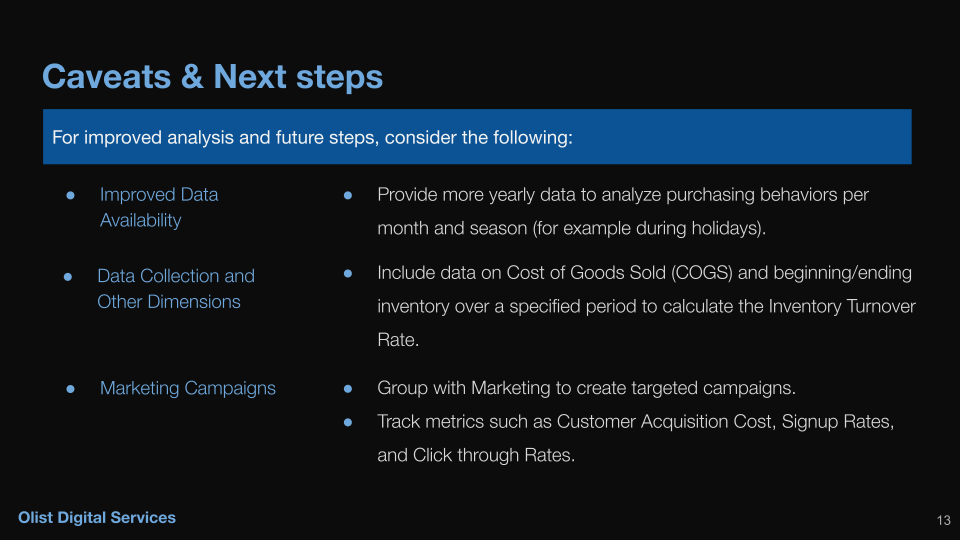 Caveats & Next steps
For improved analysis and future steps, consider the following:
● Improved Data
Availability
● Provide more yearly data to analyze purchasing behaviors per
month and season (for example during holidays).
● Data Collection and
Other Dimensions
● Include data on Cost of Goods Sold (COGS) and beginning/ending
inventory over a specified period to calculate the Inventory Turnover
Rate.
● Marketing Campaigns
● Group with Marketing to create targeted campaigns.
● Track metrics such as Customer Acquisition Cost, Signup Rates,
and Click through Rates.
Olist Digital Services
13